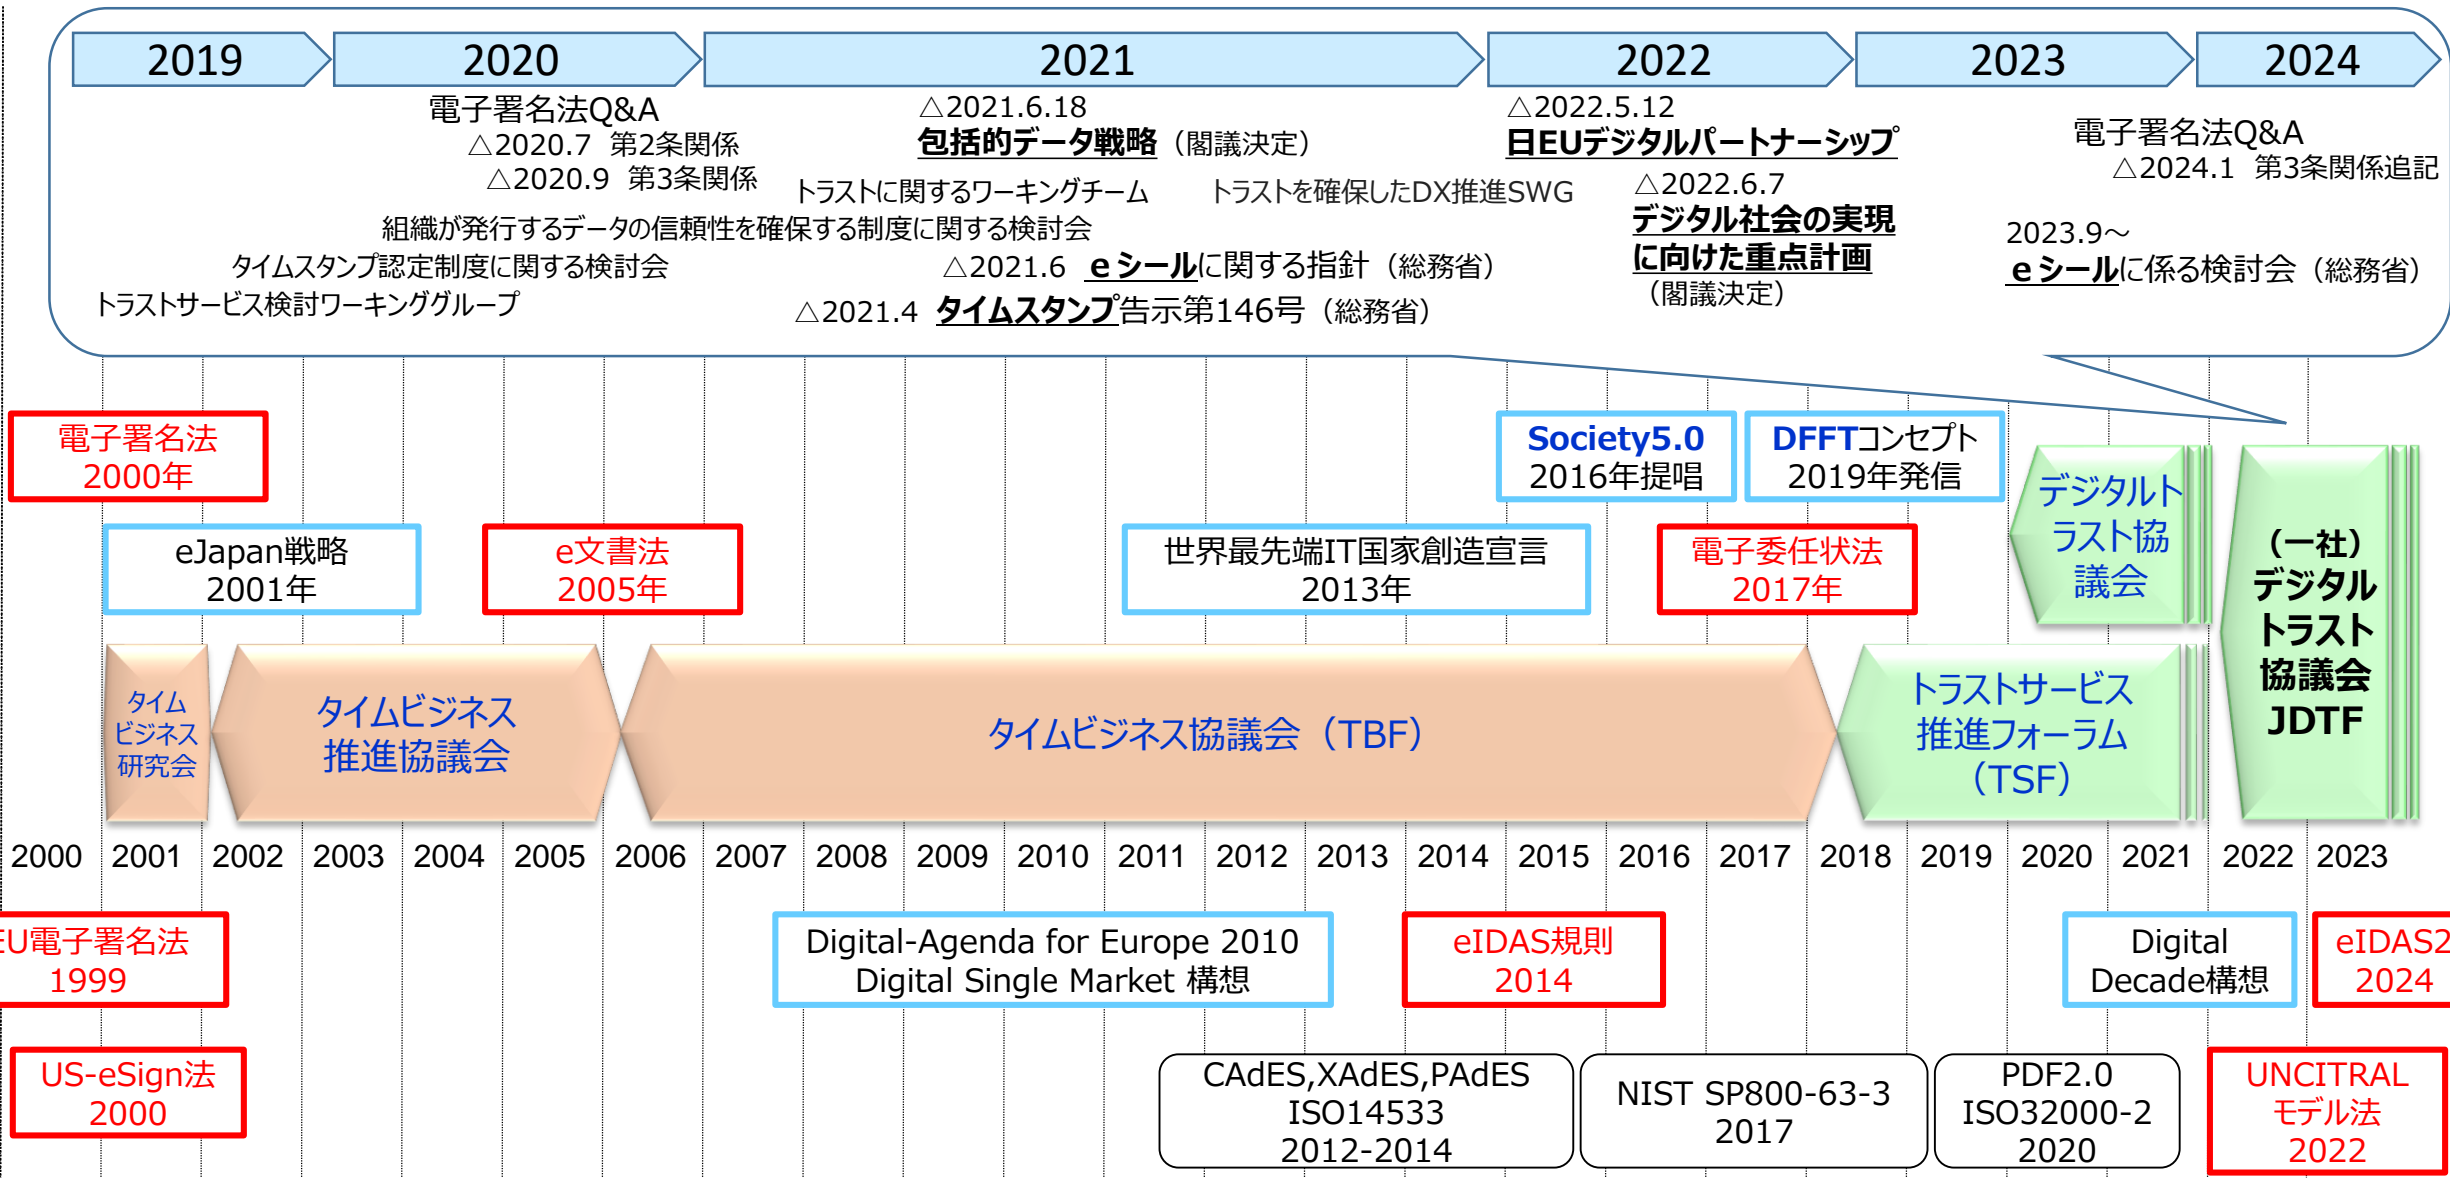 2019
2020
2021
2022
2023
2024
電子署名法Q&A
△2020.7 第2条関係
△2020.9 第3条関係
△2021.6.18
包括的データ戦略（閣議決定）
△2022.5.12
日EUデジタルパートナーシップ
電子署名法Q&A
△2024.1 第3条関係追記
トラストに関するワーキングチーム
トラストを確保したDX推進SWG
△2022.6.7
デジタル社会の実現
に向けた重点計画
（閣議決定）
組織が発行するデータの信頼性を確保する制度に関する検討会
2023.9～
eシールに係る検討会（総務省）
タイムスタンプ認定制度に関する検討会
△2021.6 eシールに関する指針（総務省）
トラストサービス検討ワーキンググループ
△2021.4 タイムスタンプ告示第146号（総務省）
電子署名法
2000年
Society5.0
2016年提唱
DFFTコンセプト
2019年発信
eJapan戦略
2001年
e文書法
2005年
世界最先端IT国家創造宣言
2013年
電子委任状法
2017年
デジタルト
ラスト協
議会
（一社）
デジタル
トラスト
協議会
JDTF
タイム
ビジネス
研究会
タイムビジネス
推進協議会
タイムビジネス協議会（TBF）
トラストサービス
推進フォーラム
（TSF）
2000 2001 2002 2003 2004 2005 2006 2007 2008 2009 2010 2011 2012 2013 2014 2015 2016 2017 2018 2019 2020 2021 2022 2023
EU電子署名法
1999
Digital-Agenda for Europe 2010
Digital Single Market 構想
eIDAS規則
2014
Digital
Decade構想
eIDAS2
2024
US-eSign法
2000
CAdES,XAdES,PAdES
ISO14533
2012-2014
NIST SP800-63-3
2017
PDF2.0
ISO32000-2
2020
UNCITRAL
モデル法
2022